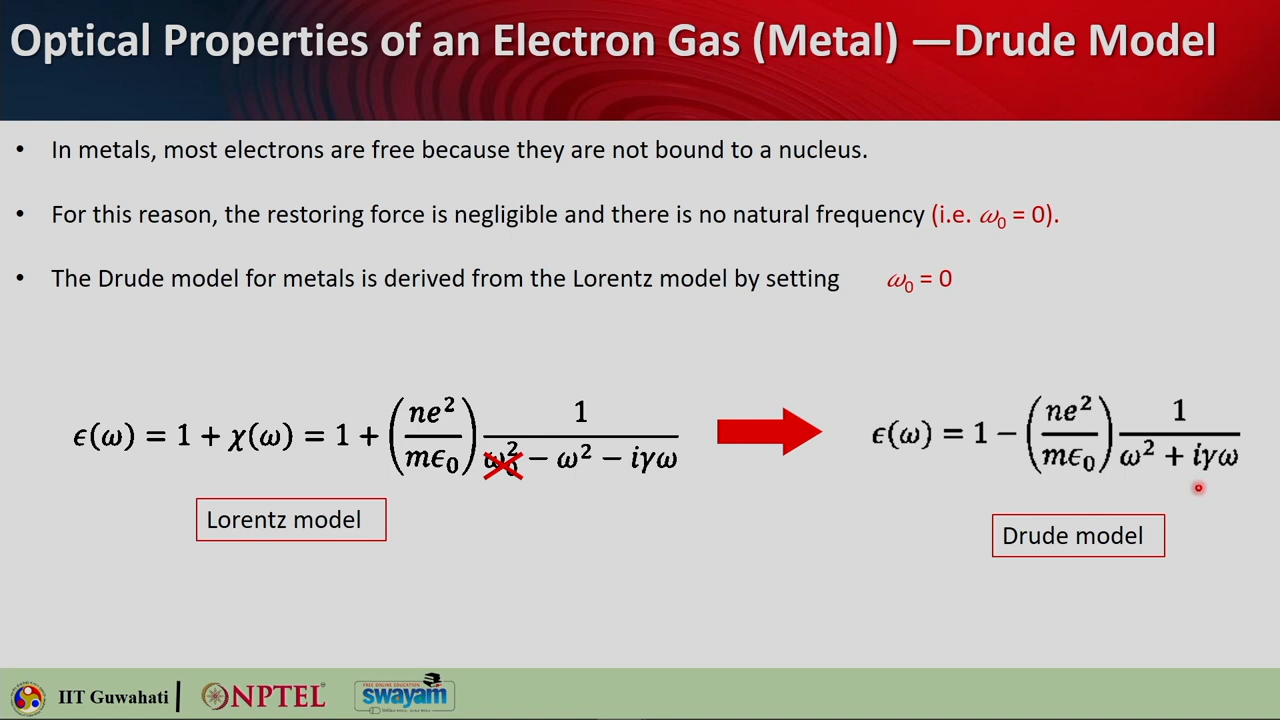 Optical Properties of an Electron Gas (Metal) —Drude Model
• In metals, most electrons are free because they are not bound to a nucleus.
• For this reason, the restoring force is negligible and there is no natural frequency (i.e. ω₀ = 0).
• The Drude model for metals is derived from the Lorentz model by setting ω₀ = 0
ϵ(ω) = 1 + χ(ω) = 1 + (ne²/mϵ₀) 1/(ω₀² − ω² − iγω)
ϵ(ω) = 1 − (ne²/mϵ₀) 1/(ω² + iγω)
Lorentz model
Drude model
IIT Guwahati
NPTEL
FREE ONLINE EDUCATION
swayam